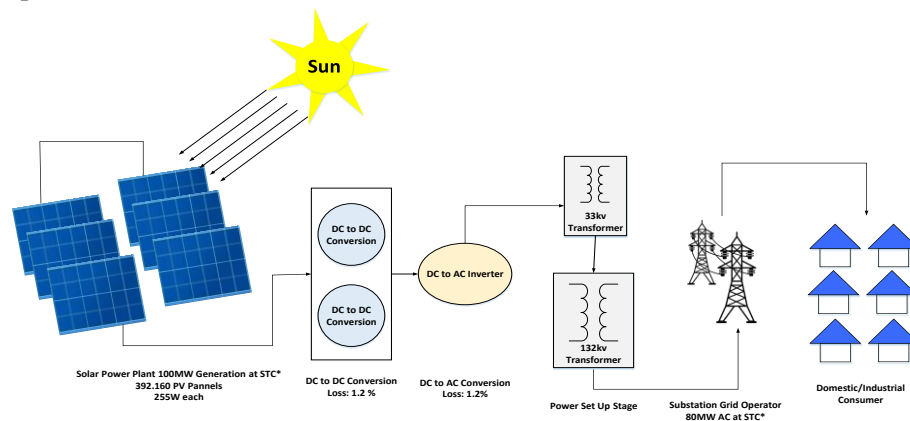 Sun
DC to DC
Conversion
DC to DC
Conversion
DC to AC Inverter
33kv
Transformer
132kv
Transformer
Solar Power Plant 100MW Generation at STC*
392.160 PV Pannels
255W each
DC to DC Conversion
Loss: 1.2 %
DC to AC Conversion
Loss: 1.2%
Power Set Up Stage
Substation Grid Operator
80MW AC at STC*
Domestic/Industrial
Consumer